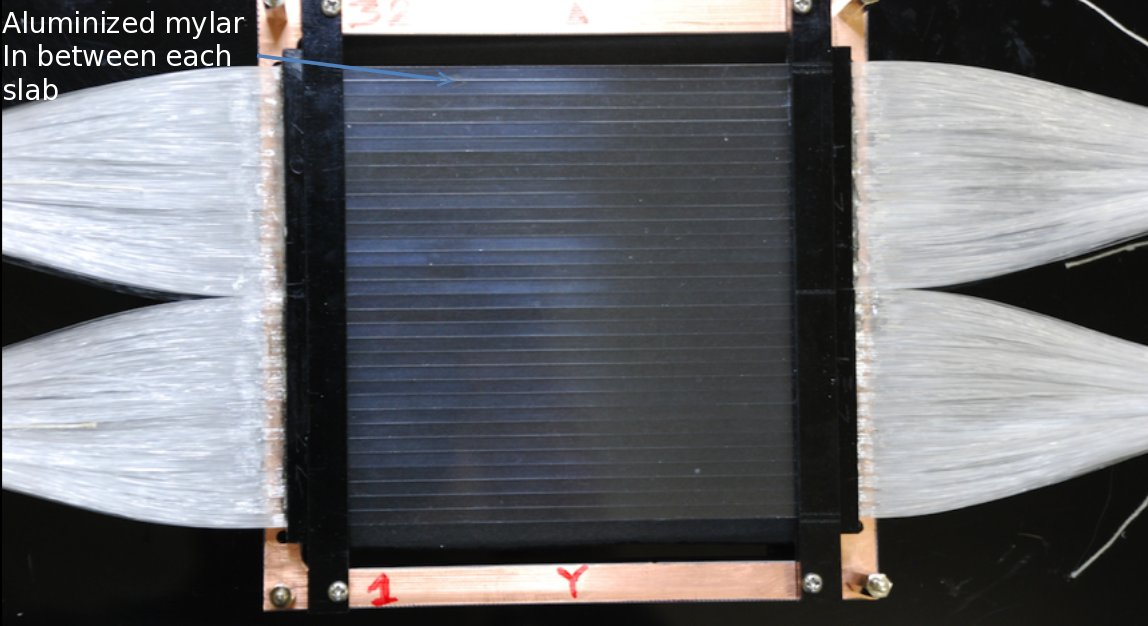 Aluminized mylar
In between each
slab
1 Y